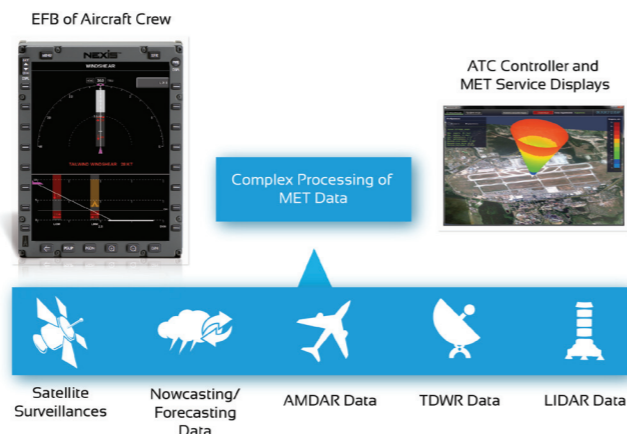 EFB of Aircraft Crew
NEXIS
WINDSHEAR
ATC Controller and
MET Service Displays
Complex Processing of
MET Data
Satellite
Surveillances
Nowcasting/
Forecasting
Data
AMDAR Data
TDWR Data
LIDAR Data